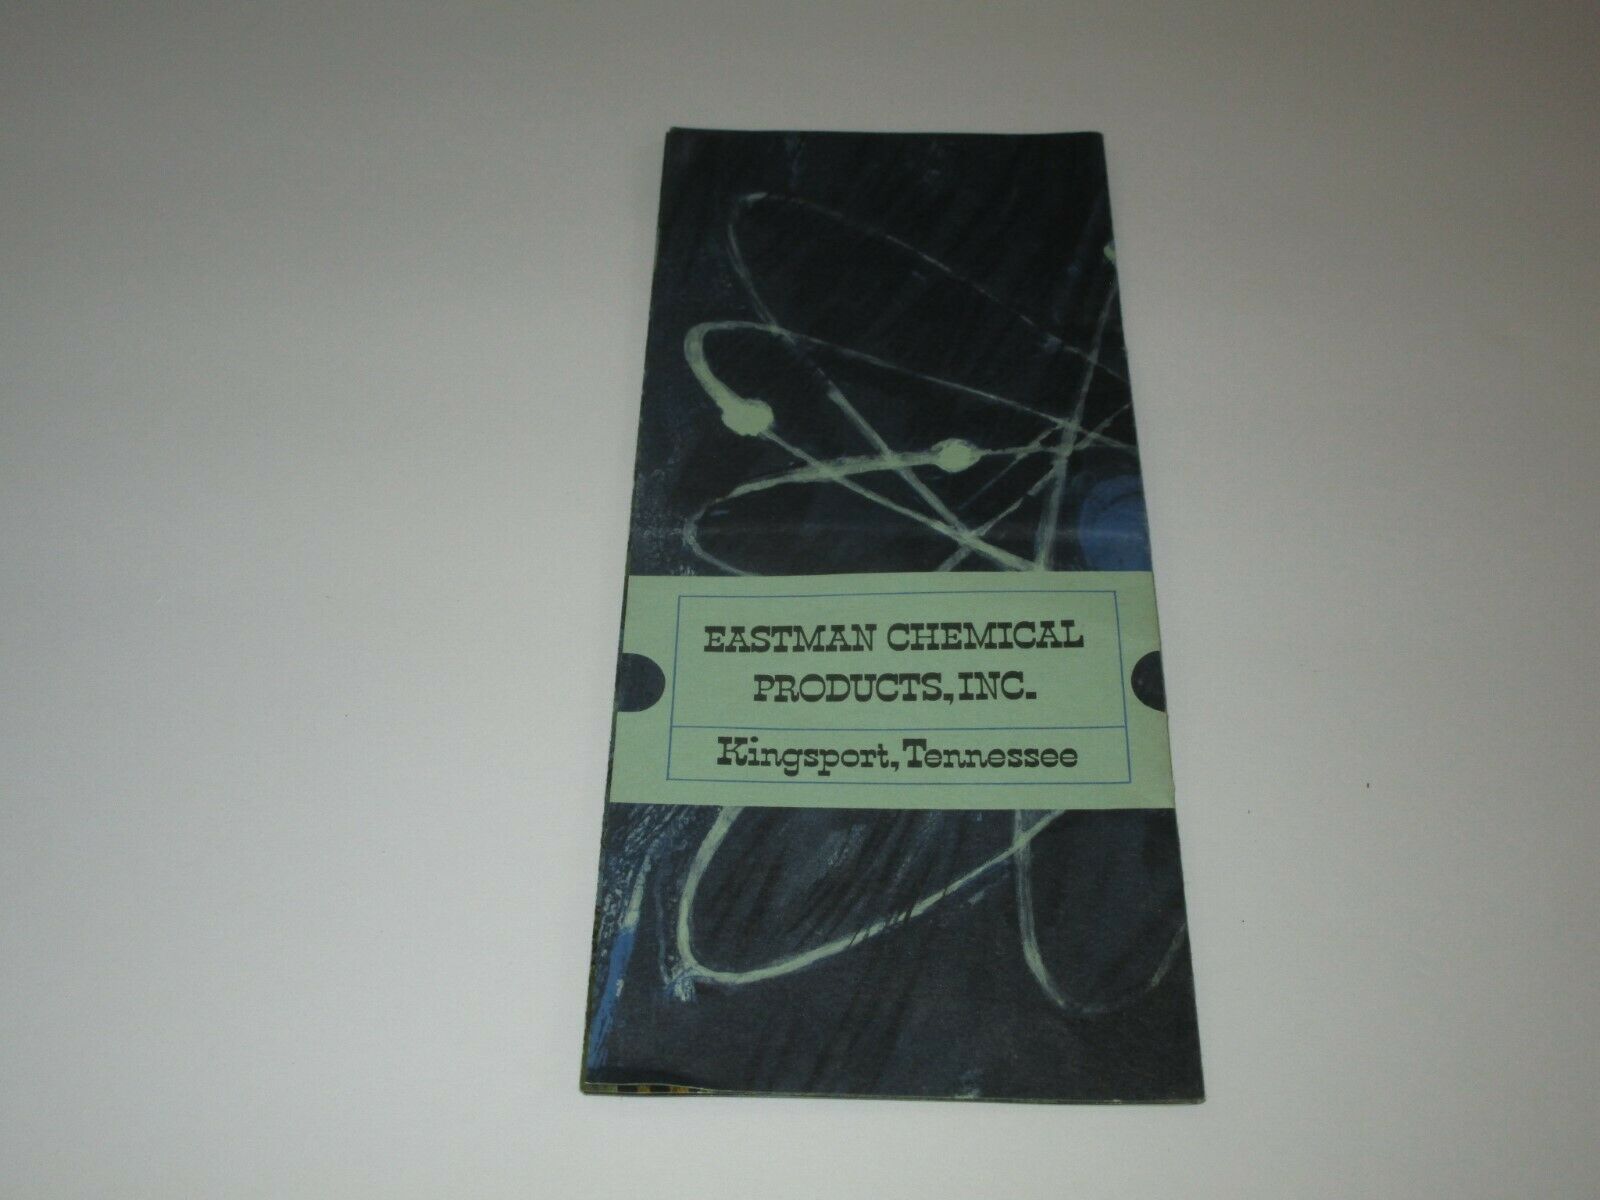 EASTMAN CHEMICAL
PRODUCTS, INC.
Kingsport, Tennessee